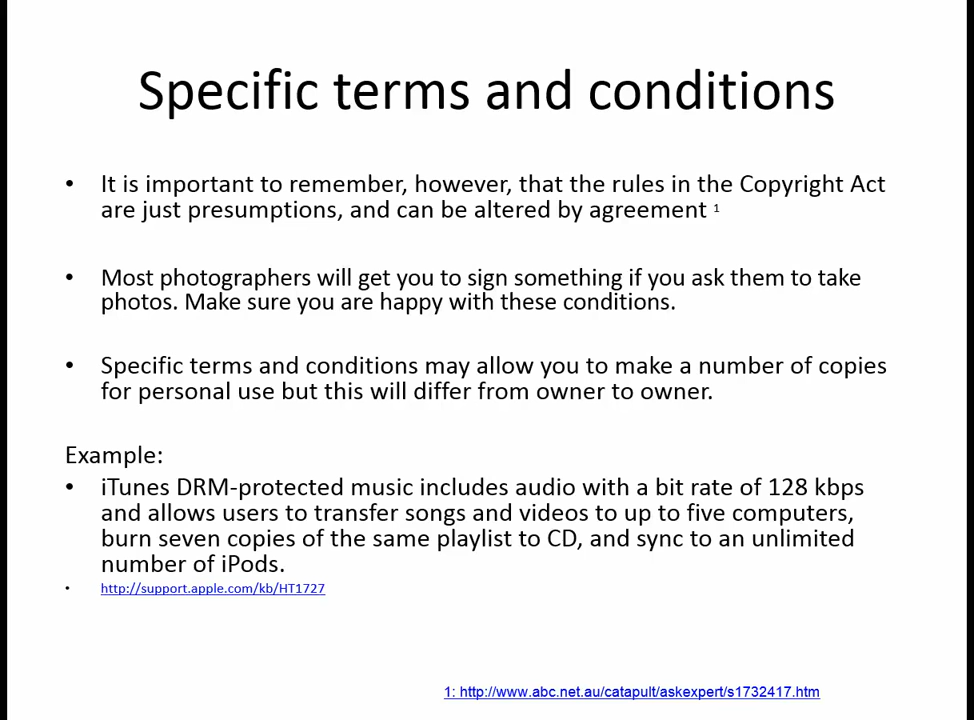 Specific terms and conditions
• It is important to remember, however, that the rules in the Copyright Act
are just presumptions, and can be altered by agreement 1
• Most photographers will get you to sign something if you ask them to take
photos. Make sure you are happy with these conditions.
• Specific terms and conditions may allow you to make a number of copies
for personal use but this will differ from owner to owner.
Example:
• iTunes DRM-protected music includes audio with a bit rate of 128 kbps
and allows users to transfer songs and videos to up to five computers,
burn seven copies of the same playlist to CD, and sync to an unlimited
number of iPods.
• http://support.apple.com/kb/HT1727
1: http://www.abc.net.au/catapult/askexpert/s1732417.htm